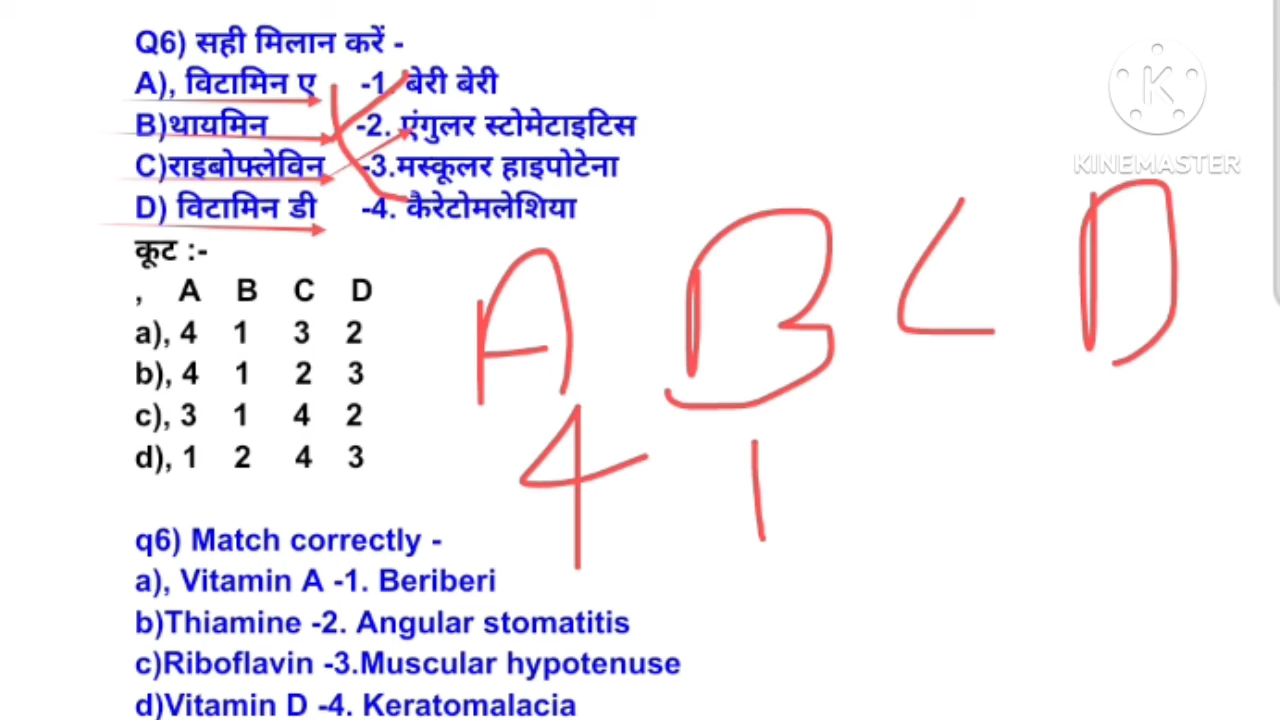 Q6) सही मिलान करें -
A), विटामिन ए -1. बेरी बेरी
B)थायमिन -2. एंगुलर स्टोमेटाइटिस
C)राइबोफ्लेविन -3.मस्कूलर हाइपोटेना
D) विटामिन डी -4. कैरेटोमलेशिया
कूट :-
, A B C D
a), 4 1 3 2
b), 4 1 2 3
c), 3 1 4 2
d), 1 2 4 3
q6) Match correctly -
a), Vitamin A -1. Beriberi
b)Thiamine -2. Angular stomatitis
c)Riboflavin -3.Muscular hypotenuse
d)Vitamin D -4. Keratomalacia
A B C D
4 1
K
KINEMASTER